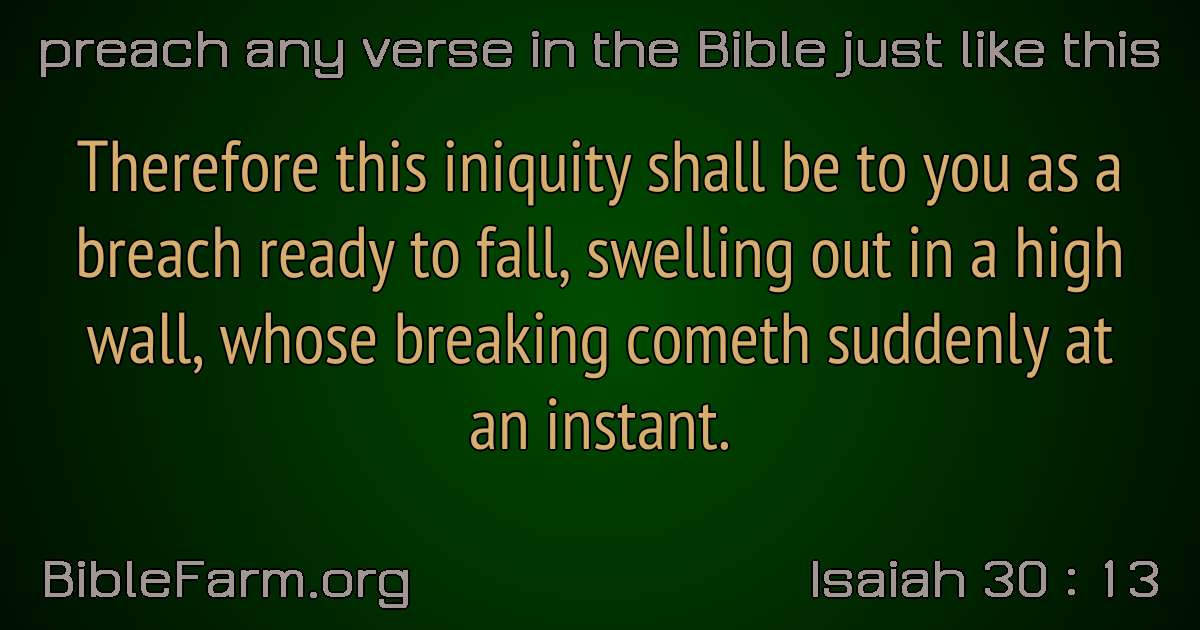 preach any verse in the Bible just like this
Therefore this iniquity shall be to you as a
breach ready to fall, swelling out in a high
wall, whose breaking cometh suddenly at
an instant.
BibleFarm.org
Isaiah 30 : 13